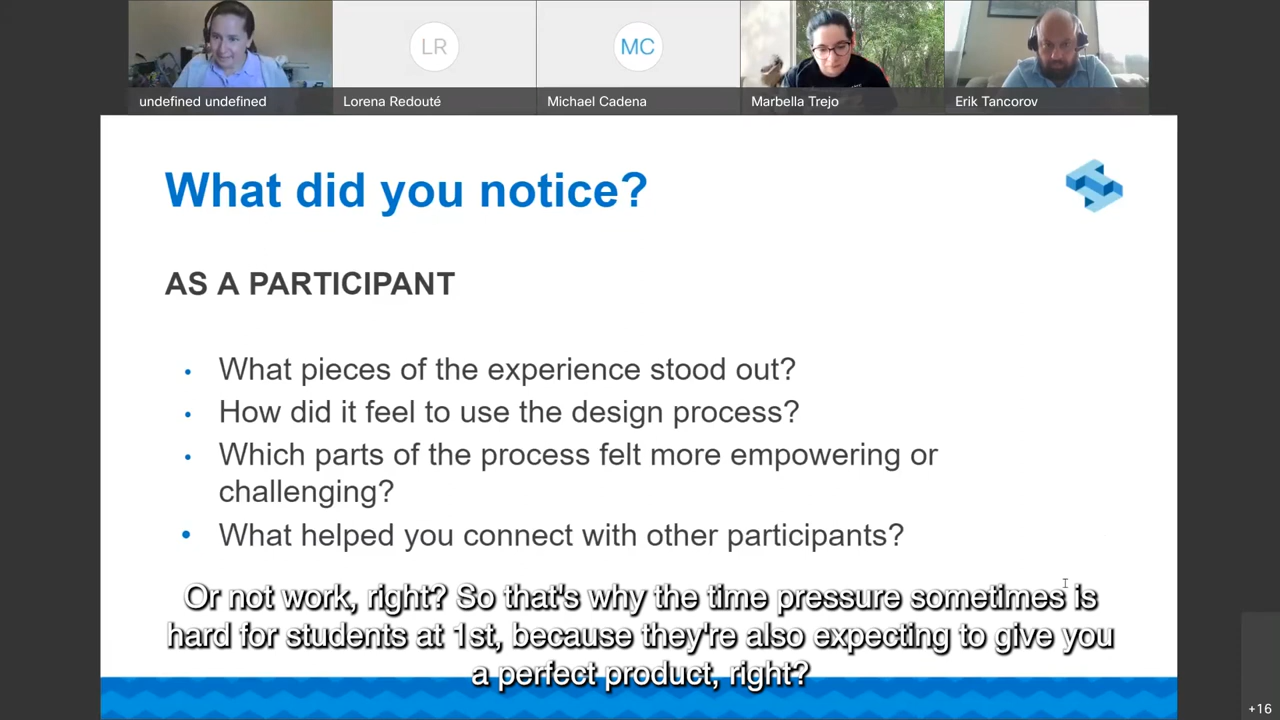 LR
MC
undefined undefined
Lorena Redouté
Michael Cadena
Marbella Trejo
Erik Tancorov
What did you notice?
AS A PARTICIPANT
• What pieces of the experience stood out?
• How did it feel to use the design process?
• Which parts of the process felt more empowering or
challenging?
• What helped you connect with other participants?
Or not work, right? So that's why the time pressure sometimes is
hard for students at 1st, because they're also expecting to give you
a perfect product, right?
+16